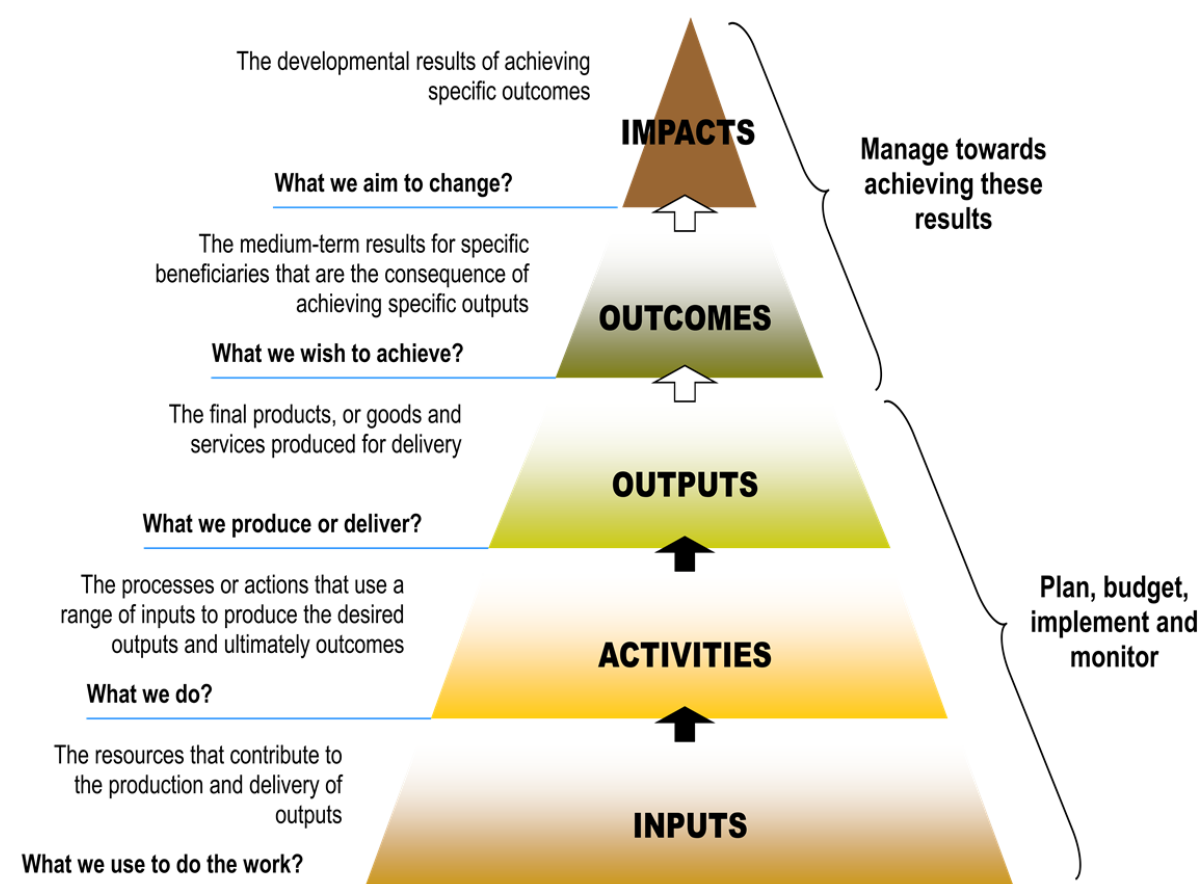 The developmental results of achieving
specific outcomes
IMPACTS
What we aim to change?
Manage towards
achieving these
results
The medium-term results for specific
beneficiaries that are the consequence of
achieving specific outputs
OUTCOMES
What we wish to achieve?
The final products, or goods and
services produced for delivery
OUTPUTS
What we produce or deliver?
The processes or actions that use a
range of inputs to produce the desired
outputs and ultimately outcomes
ACTIVITIES
What we do?
Plan, budget,
implement and
monitor
The resources that contribute to
the production and delivery of
outputs
INPUTS
What we use to do the work?